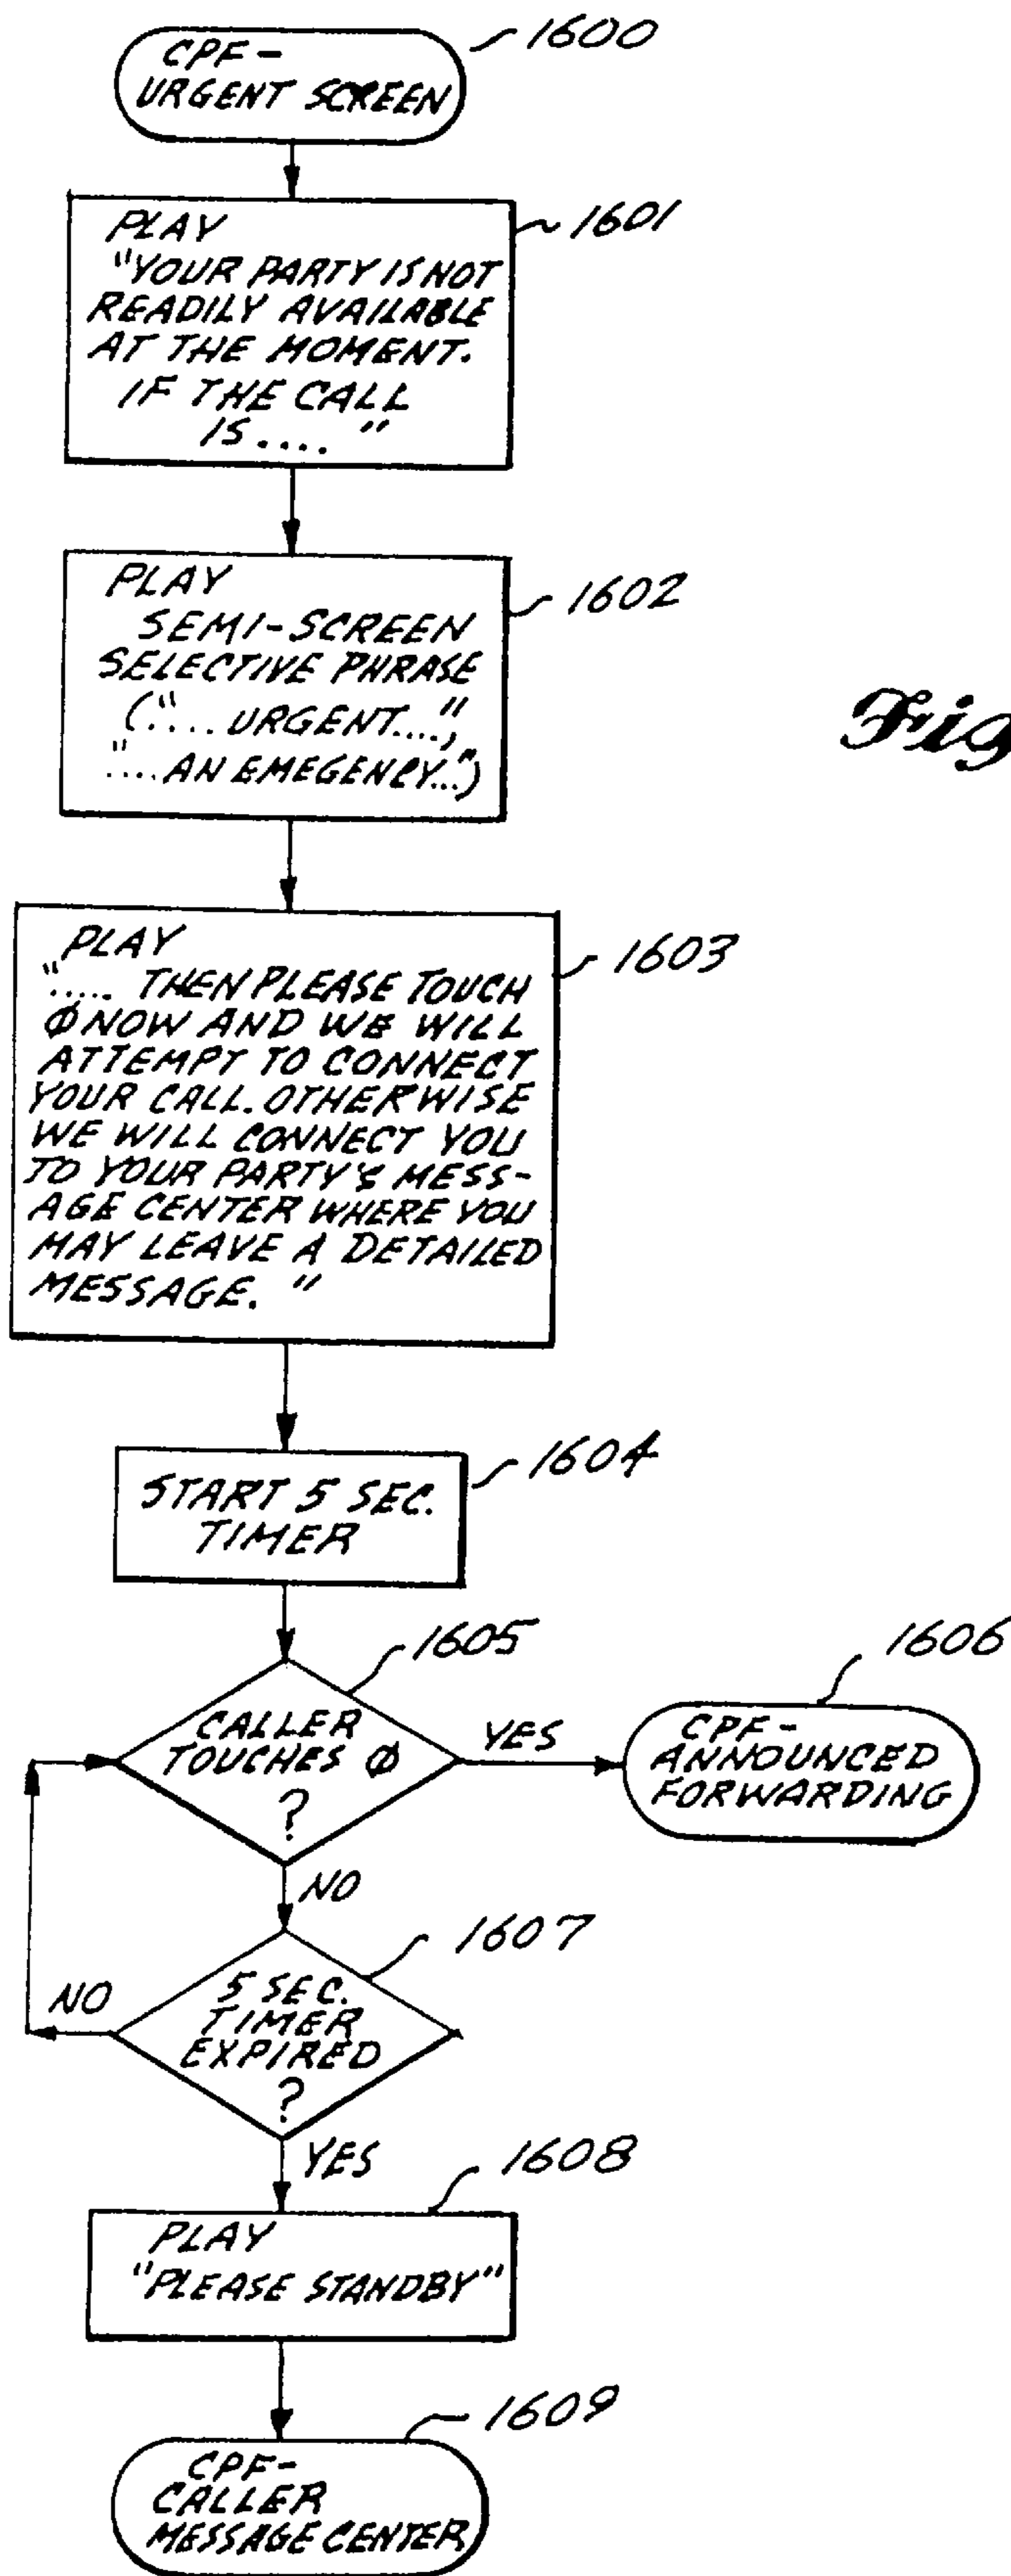 CPF-
URGENT SCREEN
1600
PLAY
"YOUR PARTY IS NOT
READILY AVAILABLE
AT THE MOMENT.
IF THE CALL
IS .... "
1601
PLAY
SEMI-SCREEN
SELECTIVE PHRASE
("... URGENT....,"
".... AN EMEGENCY...")
1602
Fig
PLAY
"..... THEN PLEASE TOUCH
Ø NOW AND WE WILL
ATTEMPT TO CONNECT
YOUR CALL. OTHERWISE
WE WILL CONNECT YOU
TO YOUR PARTY'S MESS-
AGE CENTER WHERE YOU
MAY LEAVE A DETAILED
MESSAGE. "
1603
START 5 SEC.
TIMER
1604
CALLER
TOUCHES Ø
?
1605
YES
CPF-
ANNOUNCED
FORWARDING
1606
NO
5 SEC.
TIMER
EXPIRED
?
1607
NO
YES
PLAY
"PLEASE STANDBY"
1608
CPF-
CALLER
MESSAGE CENTER
1609